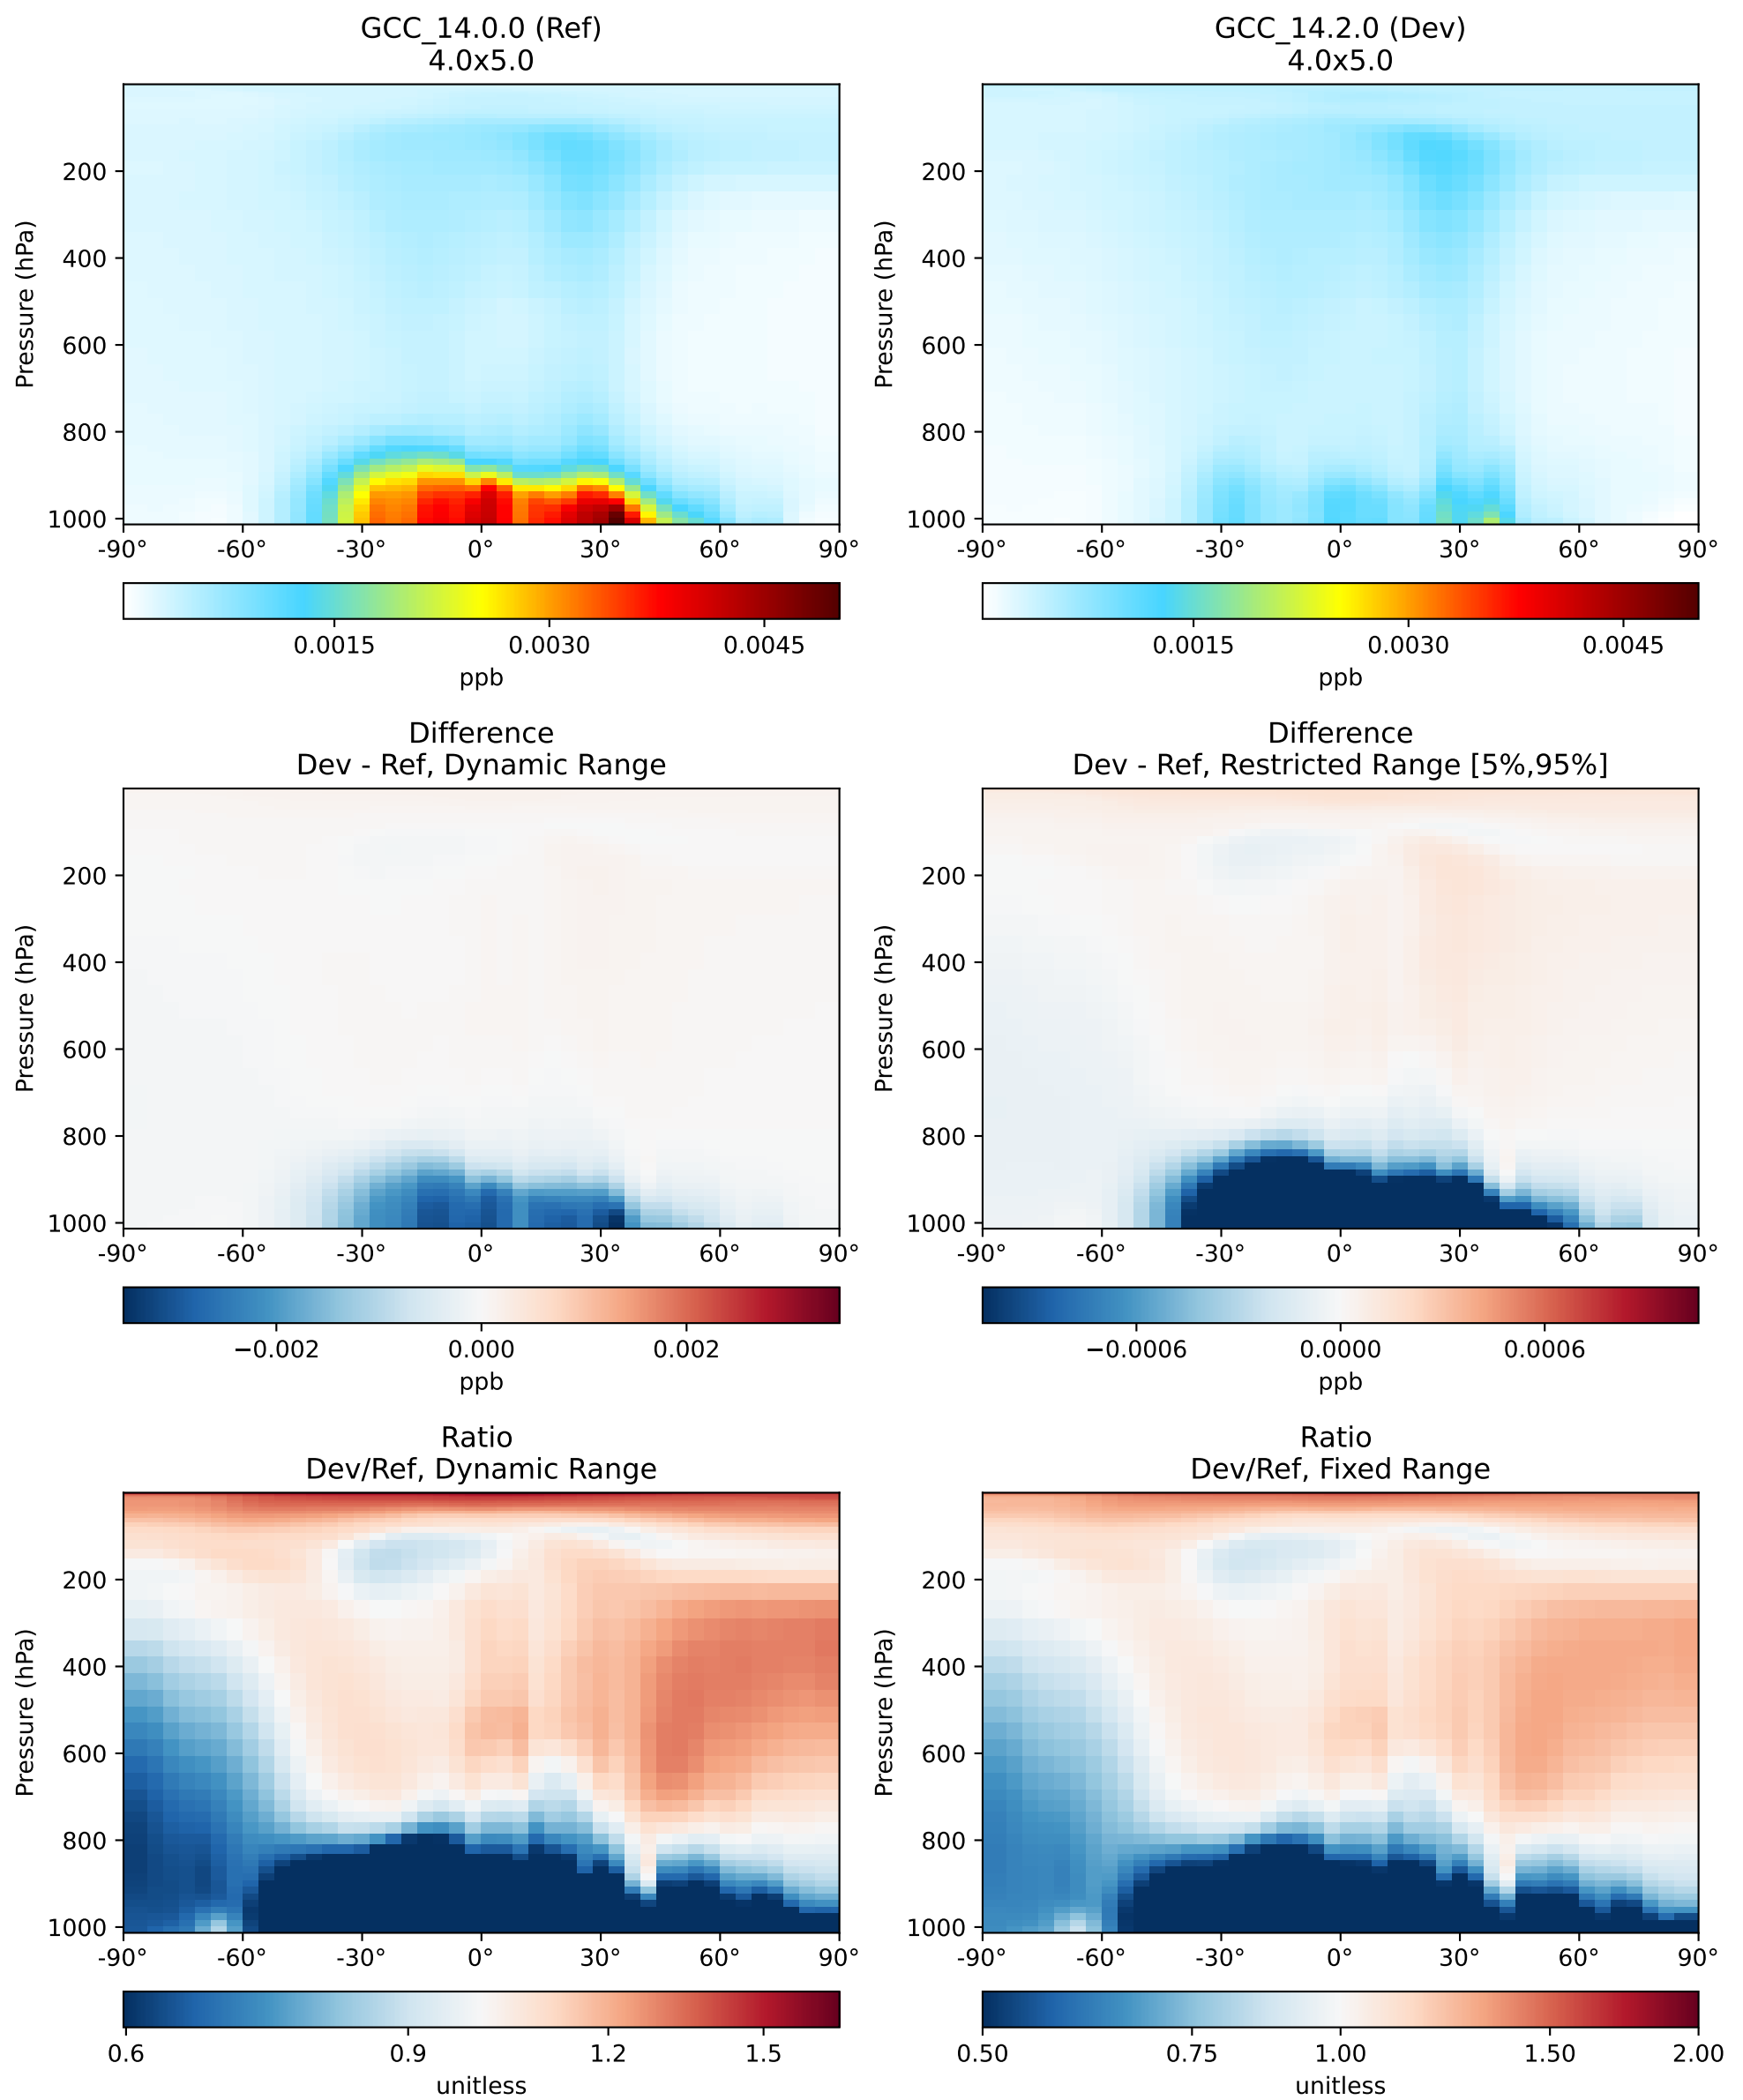 GCC_14.0.0 (Ref)
4.0x5.0
Pressure (hPa)
200
400
600
800
1000
-90° -60° -30° 0° 30° 60° 90°
0.0015 0.0030 0.0045
ppb
GCC_14.2.0 (Dev)
4.0x5.0
Pressure (hPa)
200
400
600
800
1000
-90° -60° -30° 0° 30° 60° 90°
0.0015 0.0030 0.0045
ppb
Difference
Dev - Ref, Dynamic Range
Pressure (hPa)
200
400
600
800
1000
-90° -60° -30° 0° 30° 60° 90°
−0.002 0.000 0.002
ppb
Difference
Dev - Ref, Restricted Range [5%,95%]
Pressure (hPa)
200
400
600
800
1000
-90° -60° -30° 0° 30° 60° 90°
−0.0006 0.0000 0.0006
ppb
Ratio
Dev/Ref, Dynamic Range
Pressure (hPa)
200
400
600
800
1000
-90° -60° -30° 0° 30° 60° 90°
0.6 0.9 1.2 1.5
unitless
Ratio
Dev/Ref, Fixed Range
Pressure (hPa)
200
400
600
800
1000
-90° -60° -30° 0° 30° 60° 90°
0.50 0.75 1.00 1.50 2.00
unitless